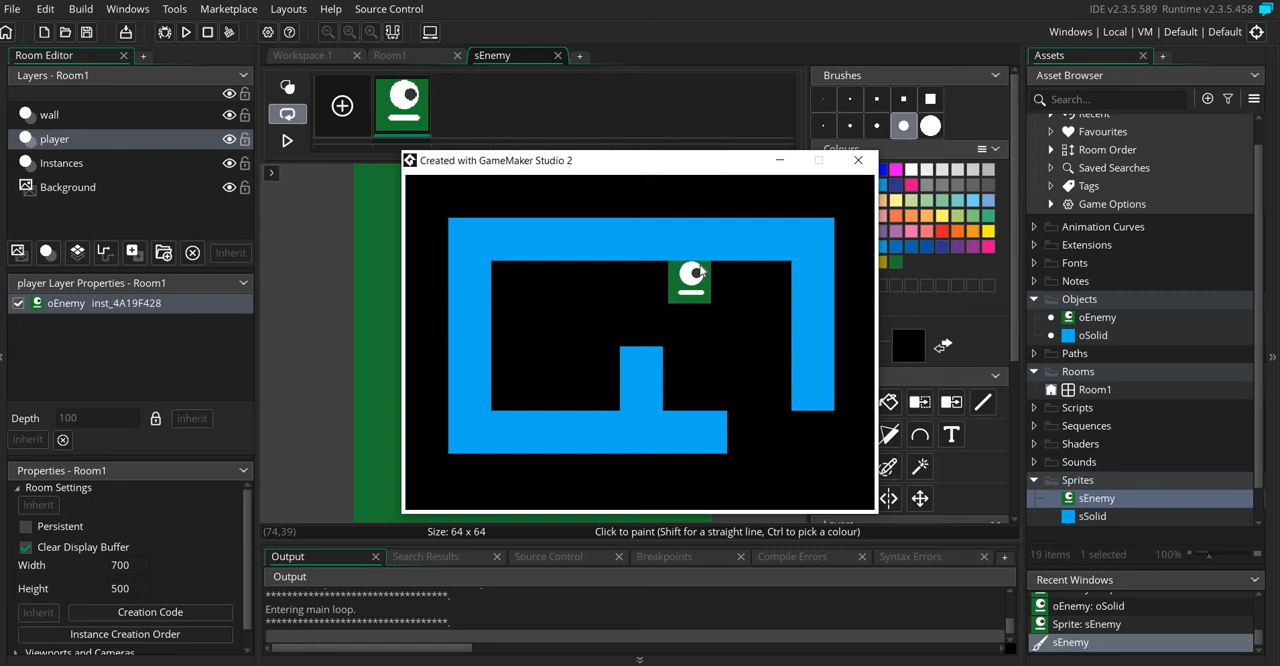 File Edit Build Windows Tools Marketplace Layouts Help Source Control
IDE v2.3.5.589 Runtime v2.3.5.458
Windows | Local | VM | Default | Default
Room Editor
Layers - Room1
wall
player
Instances
Background
Inherit
player Layer Properties - Room1
oEnemy inst_4A19F428
Depth 100 Inherit
Inherit
Properties - Room1
Room Settings
Inherit
Persistent
Clear Display Buffer
Width 700
Height 500
Inherit Creation Code
Instance Creation Order
Viewports and Cameras
Workspace 1 Room1 sEnemy
Created with GameMaker Studio 2
Brushes
Colours
(74,39) Size: 64 x 64 Click to paint (Shift for a straight line, Ctrl to pick a colour)
Output Search Results Source Control Breakpoints Compile Errors Syntax Errors
Output
Entering main loop.
Assets
Asset Browser
Search...
Recent
Favourites
Room Order
Saved Searches
Tags
Game Options
Animation Curves
Extensions
Fonts
Notes
Objects
oEnemy
oSolid
Paths
Rooms
Room1
Scripts
Sequences
Shaders
Sounds
Sprites
sEnemy
sSolid
19 items 1 selected 100%
Recent Windows
oEnemy: oSolid
Sprite: sEnemy
sEnemy